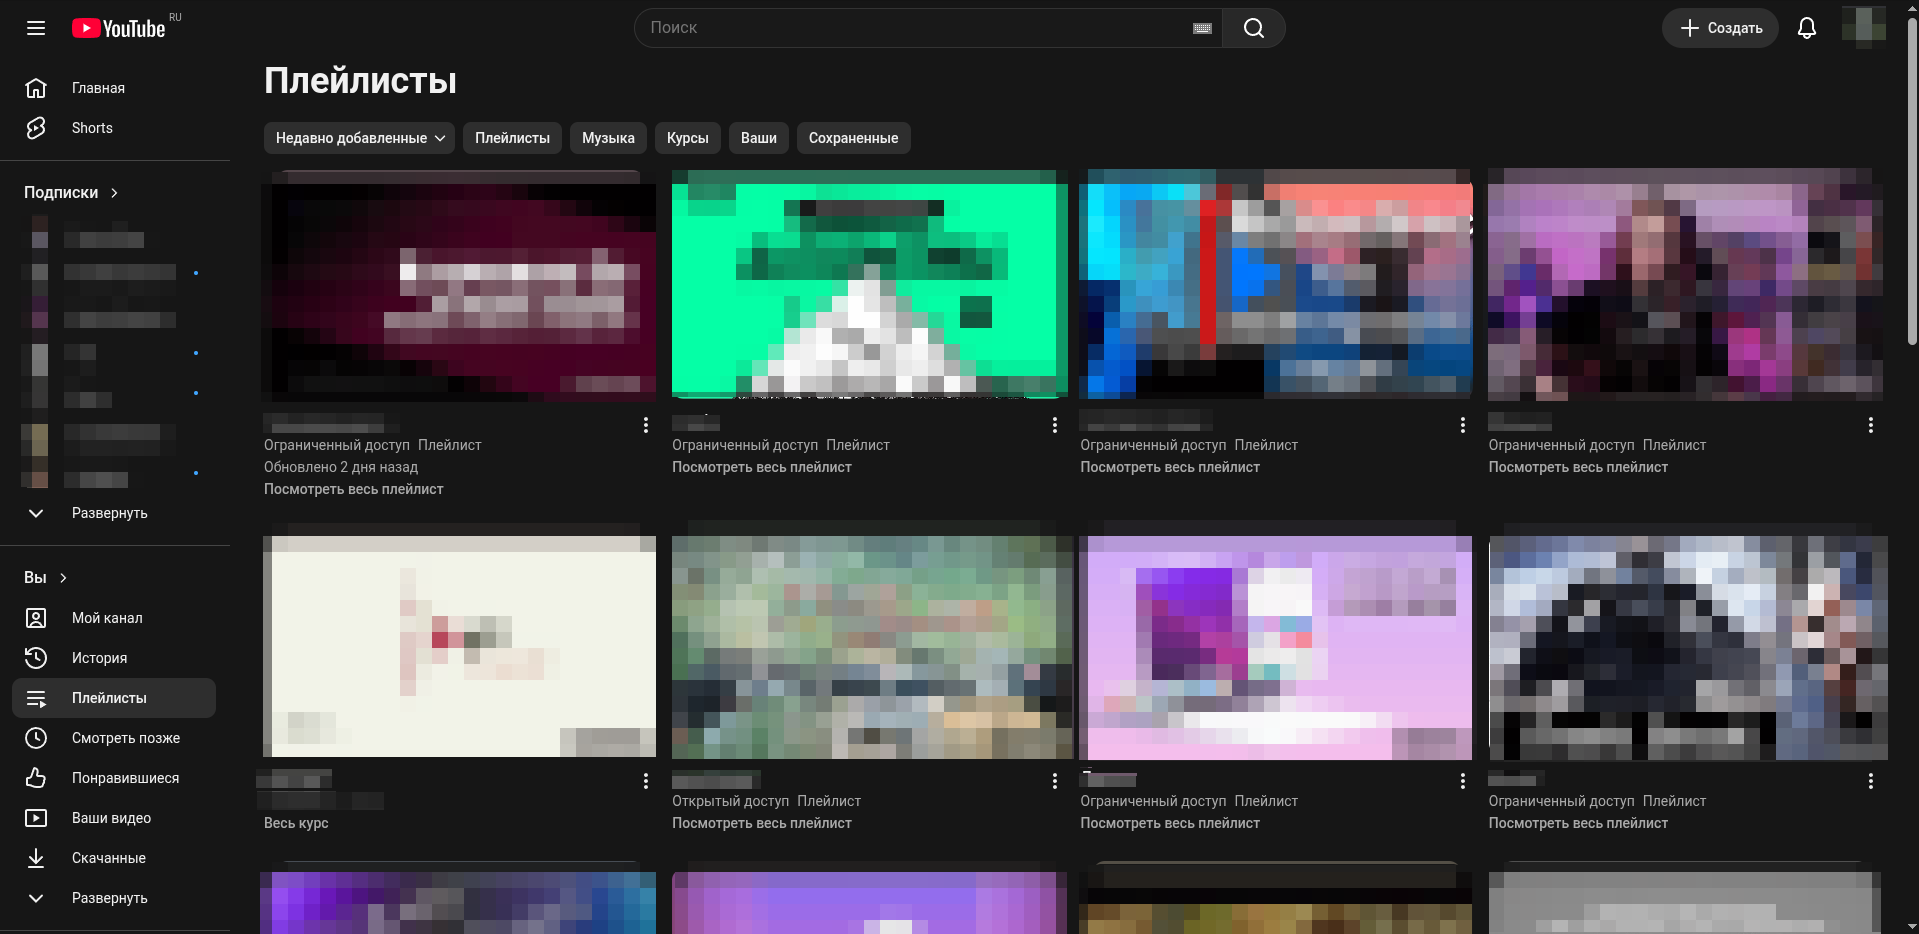 YouTube RU
Поиск
Создать
Главная
Shorts
Подписки
Развернуть
Вы
Мой канал
История
Плейлисты
Смотреть позже
Понравившиеся
Ваши видео
Скачанные
Развернуть
Плейлисты
Недавно добавленные Плейлисты Музыка Курсы Ваши Сохраненные
Ограниченный доступ Плейлист
Обновлено 2 дня назад
Посмотреть весь плейлист
Ограниченный доступ Плейлист
Посмотреть весь плейлист
Ограниченный доступ Плейлист
Посмотреть весь плейлист
Ограниченный доступ Плейлист
Посмотреть весь плейлист
Весь курс
Открытый доступ Плейлист
Посмотреть весь плейлист
Ограниченный доступ Плейлист
Посмотреть весь плейлист
Ограниченный доступ Плейлист
Посмотреть весь плейлист